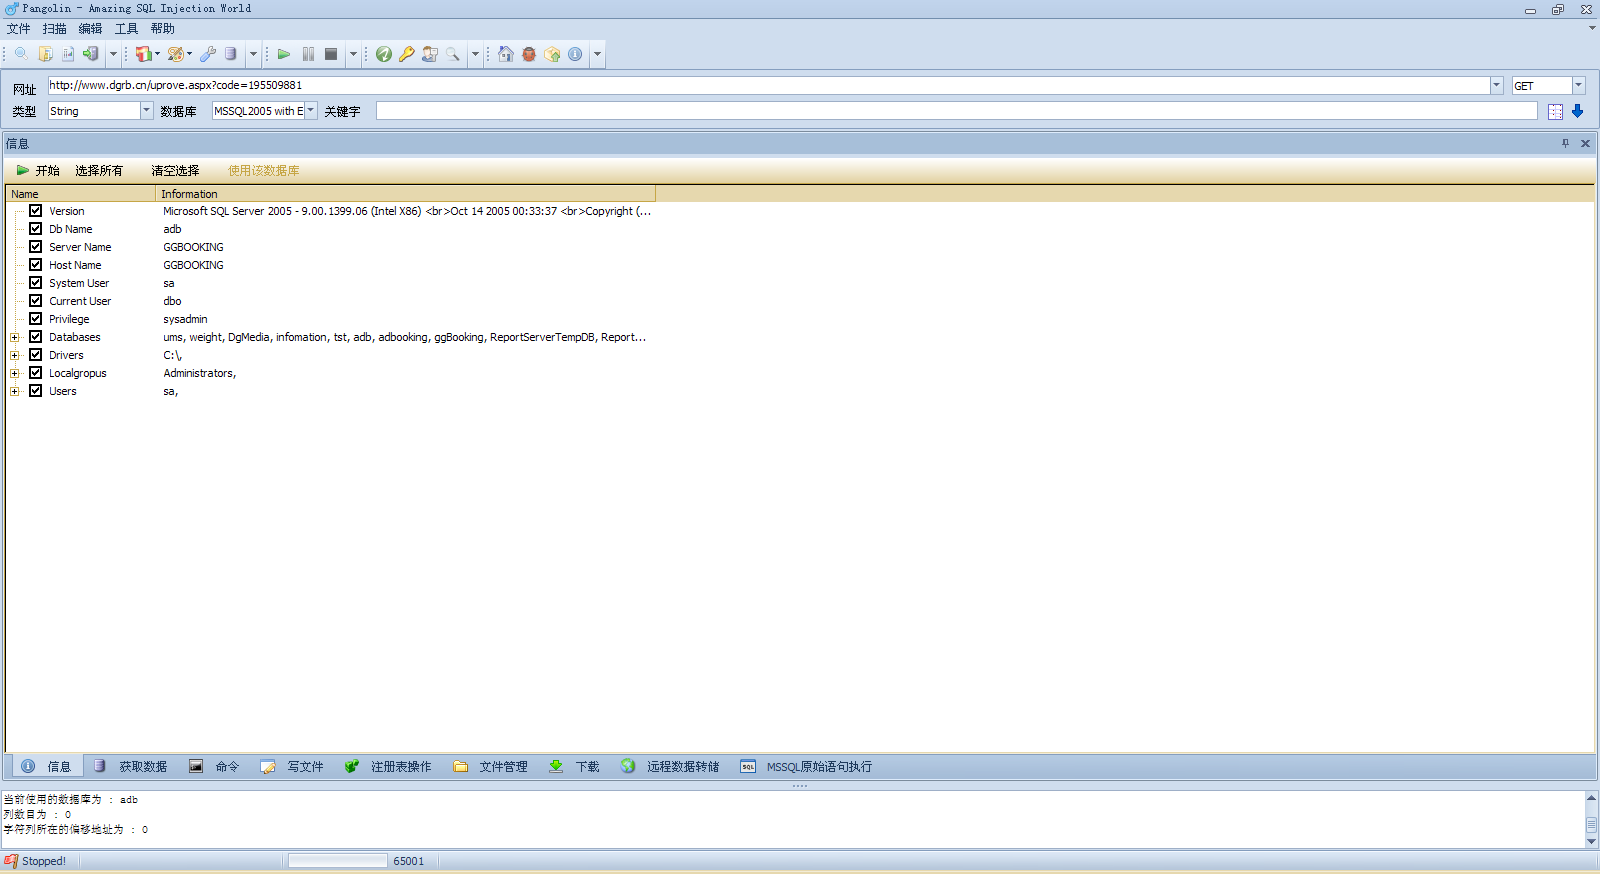 Pangolin - Amazing SQL Injection World
文件 扫描 编辑 工具 帮助
网址 http://www.dgrb.cn/uprove.aspx?code=195509881 GET
类型 String 数据库 MSSQL2005 with E 关键字
信息
开始 选择所有 清空选择 使用该数据库
Name Information
Version Microsoft SQL Server 2005 - 9.00.1399.06 (Intel X86) <br>Oct 14 2005 00:33:37 <br>Copyright (...
Db Name adb
Server Name GGBOOKING
Host Name GGBOOKING
System User sa
Current User dbo
Privilege sysadmin
Databases ums, weight, DgMedia, infomation, tst, adb, adbooking, ggBooking, ReportServerTempDB, Report...
Drivers C:\,
Localgropus Administrators,
Users sa,
信息 获取数据 命令 写文件 注册表操作 文件管理 下载 远程数据转储 SQL MSSQL原始语句执行
当前使用的数据库为 : adb
列数目为 : 0
字符列所在的偏移地址为 : 0
Stopped! 65001